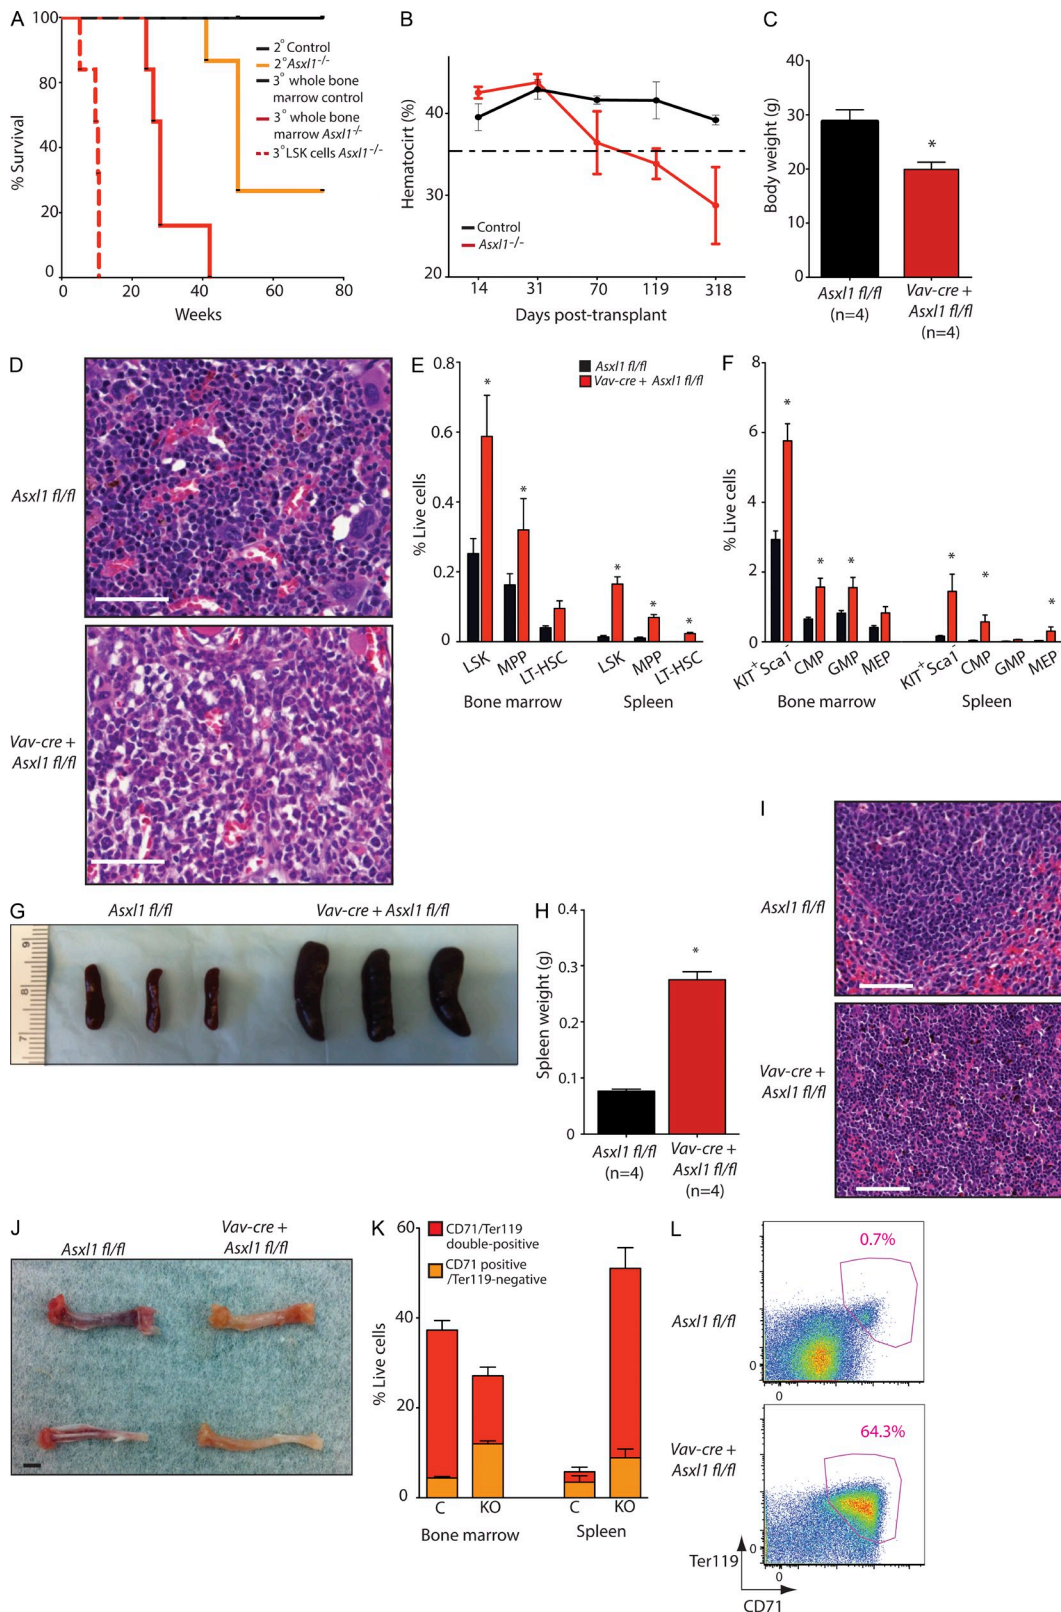 A
100
80
40
20
0
% Survival
0
20
40
60
80
Weeks
2° Control
2° Asxl1-/-
3° whole bone
marrow control
3° whole bone
marrow Asxl1-/-
3° LSK cells Asxl1-/-
B
40
30
20
Hematocirt (%)
Control
Asxl1-/-
14
31
70
119
318
Days post-transplant
C
40
30
20
10
0
Body weight (g)
*
Asxl1 fl/fl
(n=4)
Vav-cre +
Asxl1 fl/fl
(n=4)
D
Asxl1 fl/fl
Vav-cre +
Asxl1 fl/fl
E
0.8
0.6
0.4
0.2
0
% Live cells
Asxl1 fl/fl
Vav-cre + Asxl1 fl/fl
*
*
*
*
*
LSK
MPP
LT-HSC
LSK
MPP
LT-HSC
Bone marrow
Spleen
F
8
6
4
2
0
% Live cells
*
*
*
*
*
*
KIT+Sca1-
CMP
GMP
MEP
KIT+Sca1-
CMP
GMP
MEP
Bone marrow
Spleen
G
Asxl1 fl/fl
Vav-cre + Asxl1 fl/fl
9
8
7
H
0.4
0.3
0.2
0.1
0
Spleen weight (g)
*
Asxl1 fl/fl
(n=4)
Vav-cre +
Asxl1 fl/fl
(n=4)
I
Asxl1 fl/fl
Vav-cre +
Asxl1 fl/fl
J
Asxl1 fl/fl
Vav-cre +
Asxl1 fl/fl
K
60
40
20
0
% Live cells
CD71/Ter119
double-positive
CD71 positive
/Ter119-negative
C
KO
C
KO
Bone marrow
Spleen
L
0.7%
Asxl1 fl/fl
0
0
64.3%
Vav-cre +
Asxl1 fl/fl
0
0
Ter119
CD71